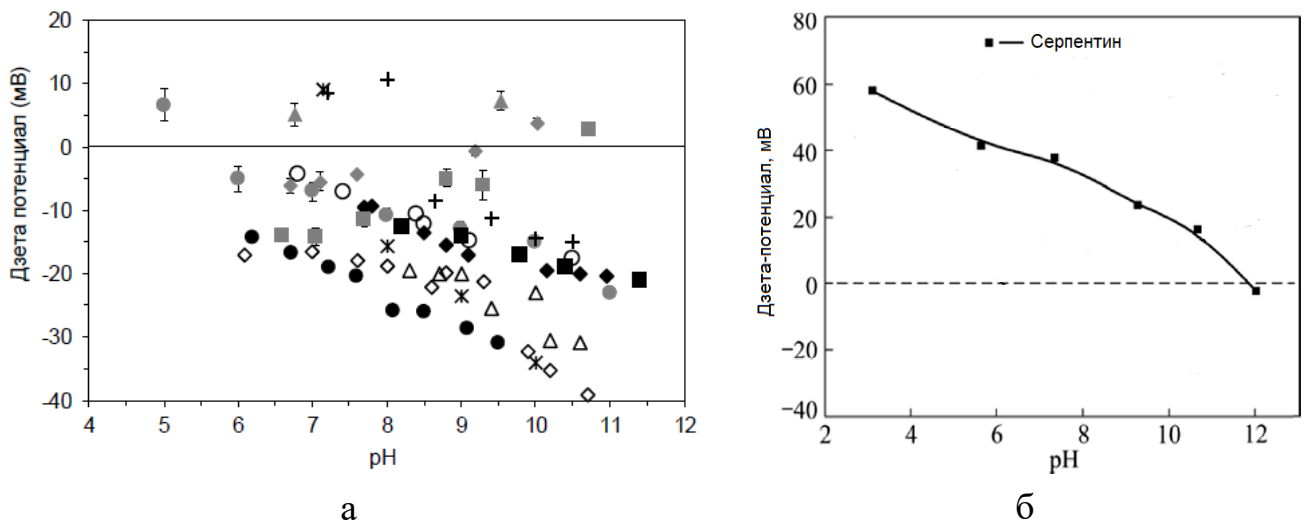 Дзета потенциал (мВ)
20
10
0
-10
-20
-30
-40
4 5 6 7 8 9 10 11 12
pH
а
Дзета-потенциал, мВ
80
60
40
20
0
−20
−40
2 4 6 8 10 12
pH
Серпентин
б